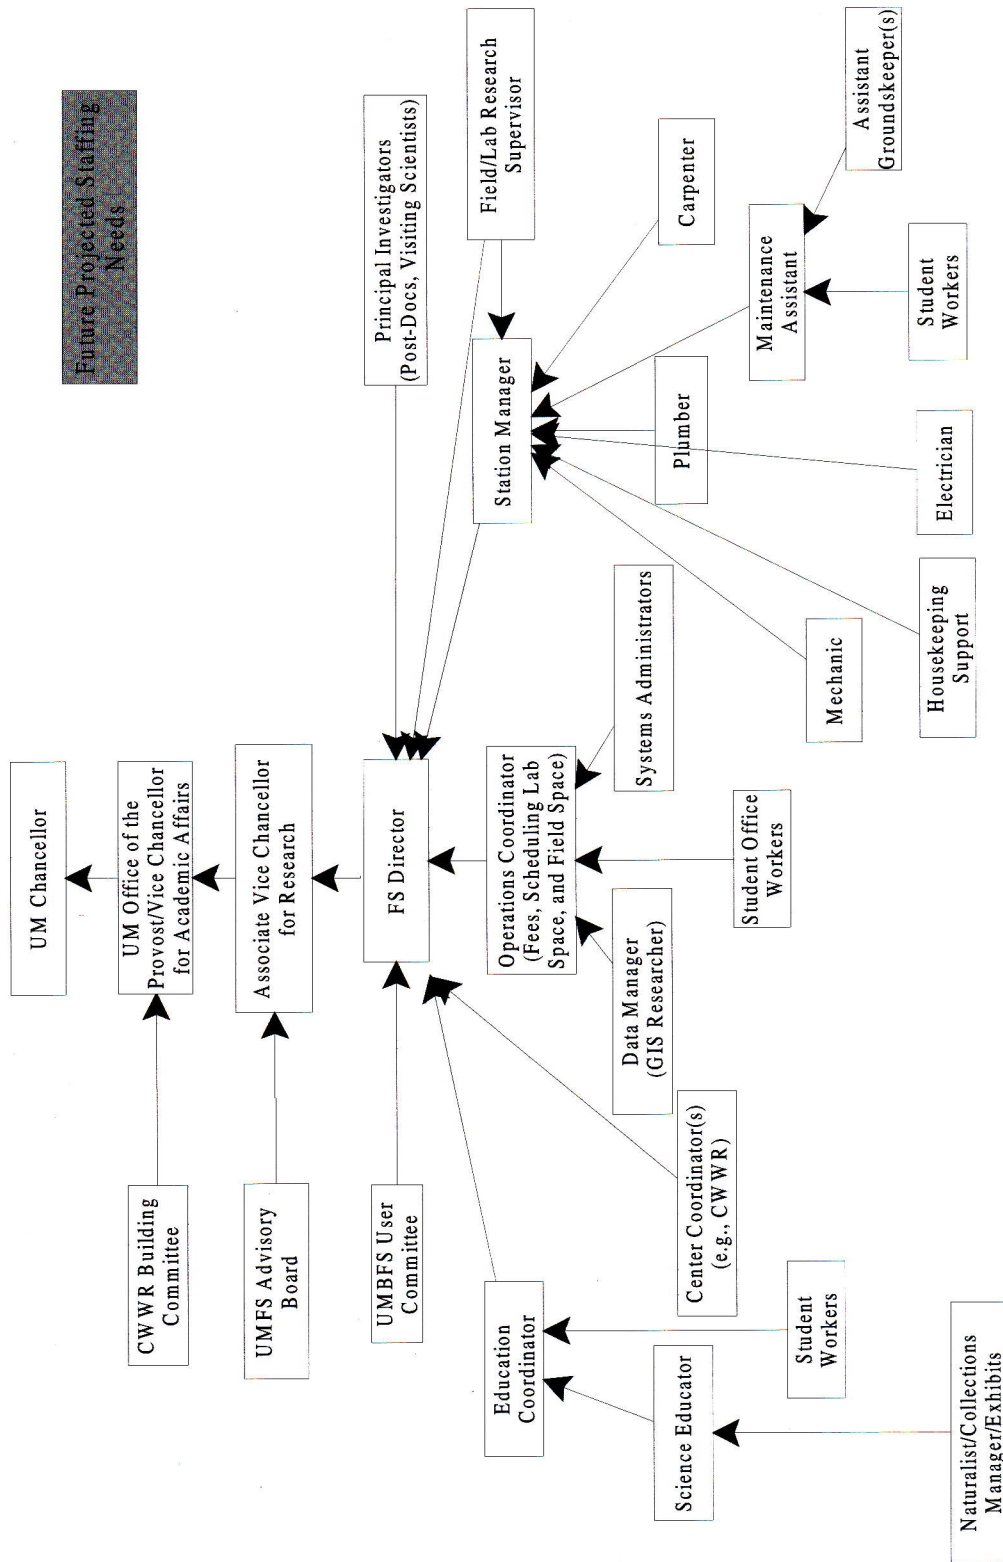 Future Projected Staffing
Needs
UM Chancellor
UM Office of the
Provost/Vice Chancellor
for Academic Affairs
CWWR Building
Committee
Associate Vice Chancellor
for Research
UMFS Advisory
Board
FS Director
UMBFS User
Committee
Principal Investigators
(Post-Docs, Visiting Scientists)
Field/Lab Research
Supervisor
Education
Coordinator
Operations Coordinator
(Fees, Scheduling Lab
Space, and Field Space)
Station Manager
Center Coordinator(s)
(e.g., CWWR)
Data Manager
(GIS Researcher)
Systems Administrators
Plumber
Carpenter
Science Educator
Student
Workers
Student Office
Workers
Mechanic
Maintenance
Assistant
Assistant
Groundskeeper(s)
Naturalist/Collections
Manager/Exhibits
Housekeeping
Support
Electrician
Student
Workers